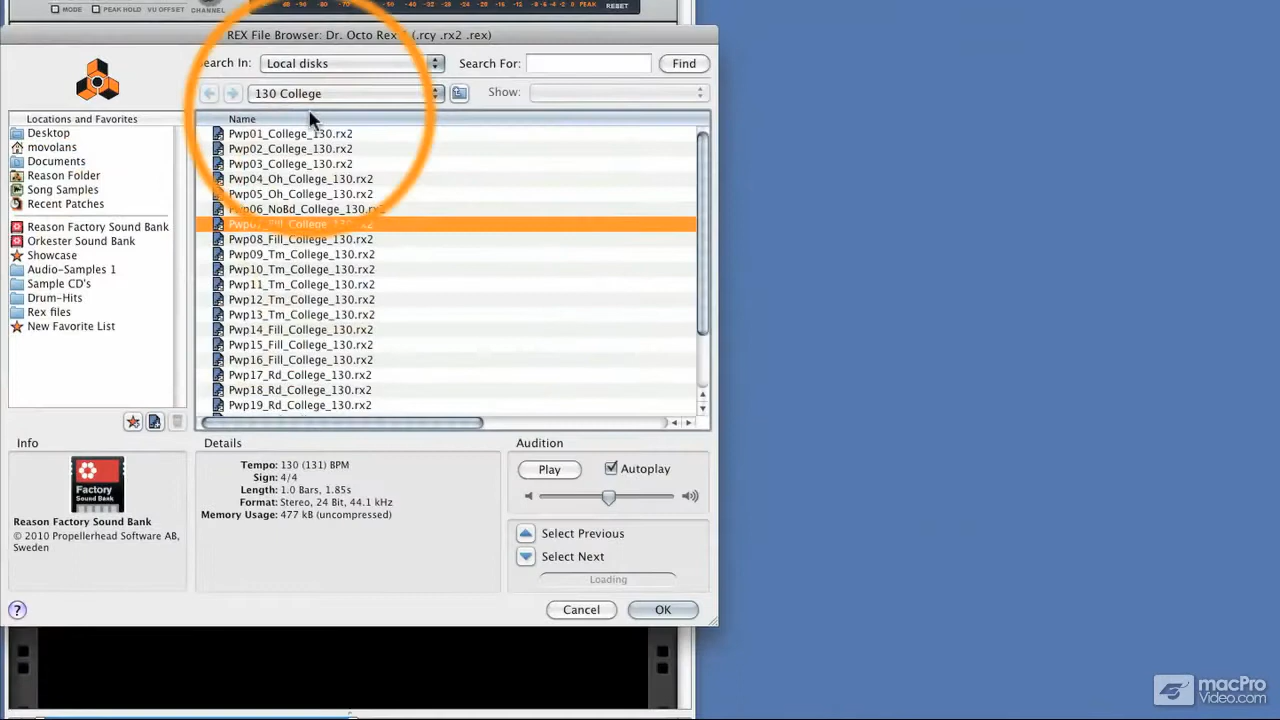 MODE PEAK HOLD VU OFFSET CHANNEL
dB -90 -80 -70 PEAK RESET
REX File Browser: Dr. Octo Rex (.rcy .rx2 .rex)
Search In: Local disks Search For: Find
130 College Show:
Locations and Favorites
Desktop
movolans
Documents
Reason Folder
Song Samples
Recent Patches
Reason Factory Sound Bank
Orkester Sound Bank
Showcase
Audio-Samples 1
Sample CD's
Drum-Hits
Rex files
New Favorite List
Name
Pwp01_College_130.rx2
Pwp02_College_130.rx2
Pwp03_College_130.rx2
Pwp04_Oh_College_130.rx2
Pwp05_Oh_College_130.rx2
Pwp06_NoBd_College_130.rx2
Pwp07_Fill_College_130.rx2
Pwp08_Fill_College_130.rx2
Pwp09_Tm_College_130.rx2
Pwp10_Tm_College_130.rx2
Pwp11_Tm_College_130.rx2
Pwp12_Tm_College_130.rx2
Pwp13_Tm_College_130.rx2
Pwp14_Fill_College_130.rx2
Pwp15_Fill_College_130.rx2
Pwp16_Fill_College_130.rx2
Pwp17_Rd_College_130.rx2
Pwp18_Rd_College_130.rx2
Pwp19_Rd_College_130.rx2
Info
Factory
Sound Bank
Reason Factory Sound Bank
© 2010 Propellerhead Software AB,
Sweden
Details
Tempo: 130 (131) BPM
Sign: 4/4
Length: 1.0 Bars, 1.85s
Format: Stereo, 24 Bit, 44.1 kHz
Memory Usage: 477 kB (uncompressed)
Audition
Play Autoplay
Select Previous
Select Next
Loading
? Cancel OK
macPro
Video.com